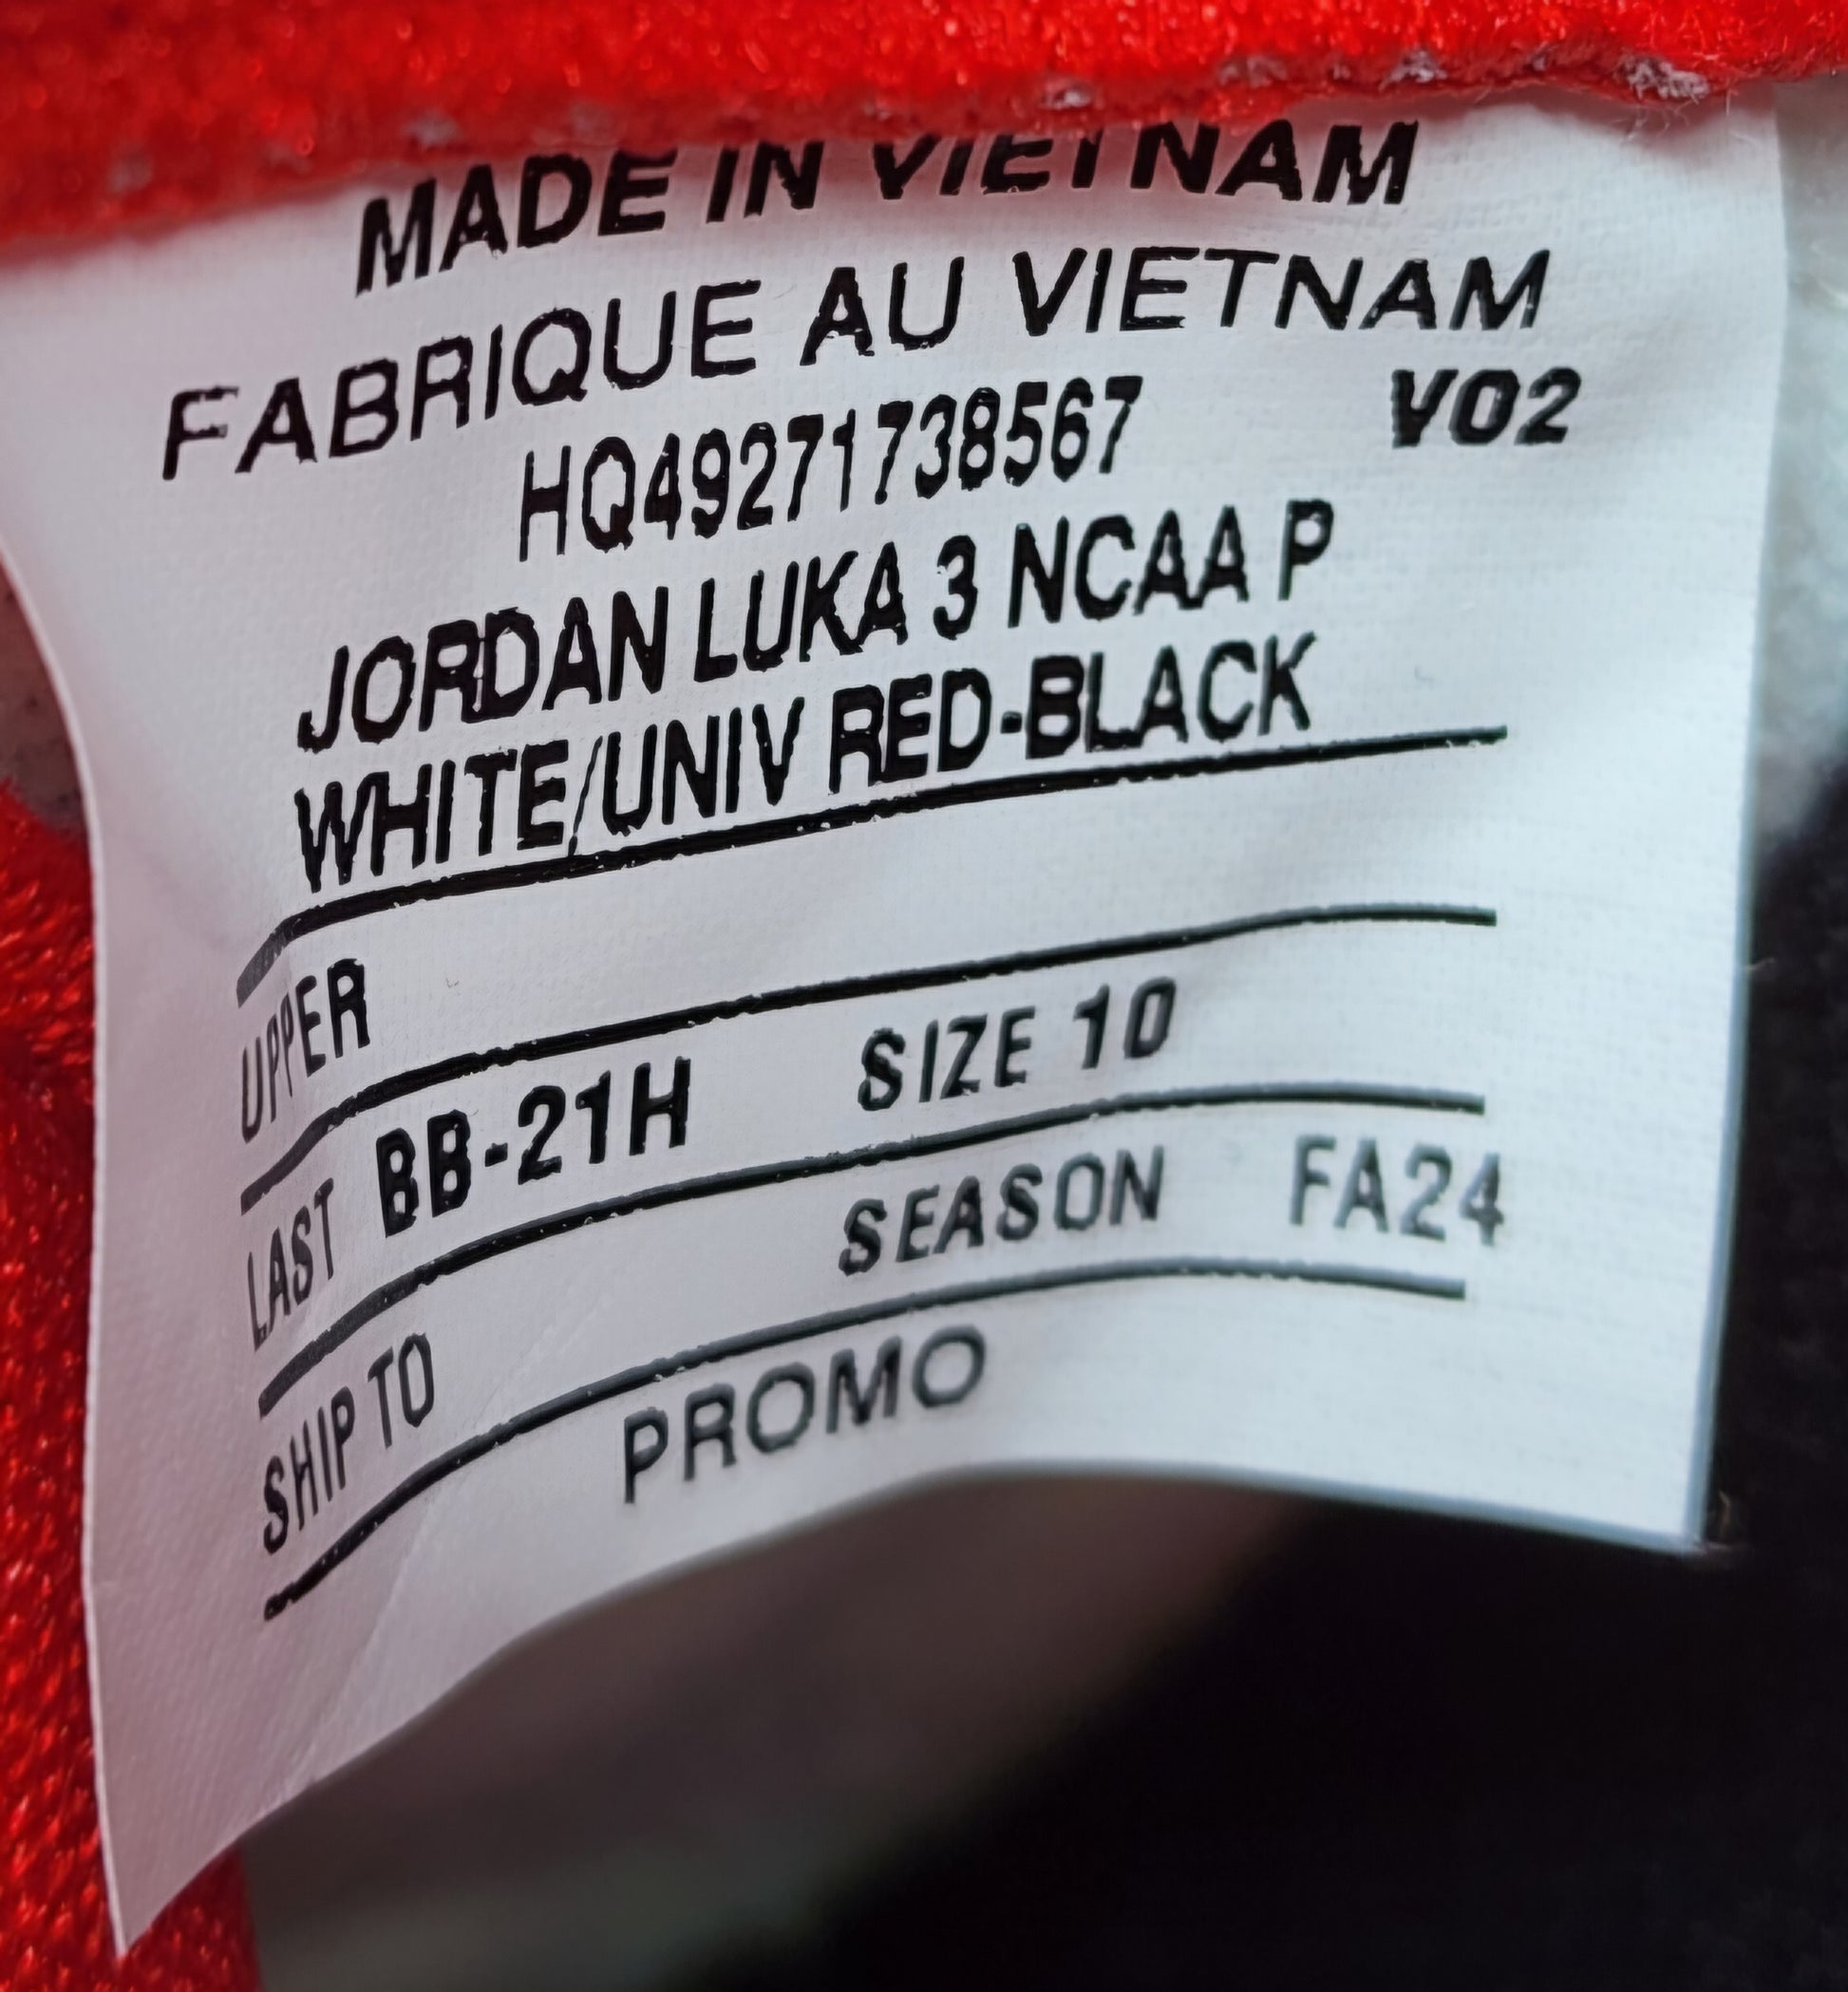 MADE IN VIETNAM
FABRIQUE AU VIETNAM
HQ49271738567 V02
JORDAN LUKA 3 NCAA P
WHITE/UNIV RED-BLACK
UPPER
LAST BB-21H SIZE 10
SHIP TO SEASON FA24
PROMO